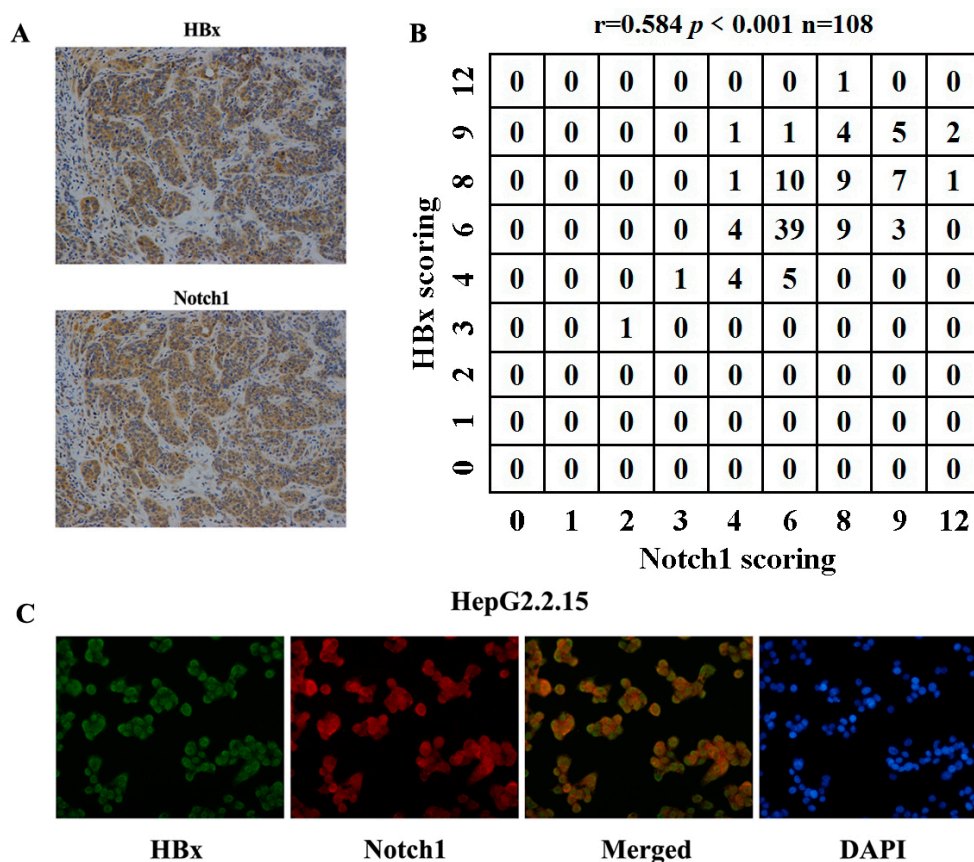 A
HBx
Notch1
B
r=0.584 p < 0.001 n=108
HBx scoring
12 0 0 0 0 0 0 1 0 0
9 0 0 0 0 1 1 4 5 2
8 0 0 0 0 1 10 9 7 1
6 0 0 0 0 4 39 9 3 0
4 0 0 0 1 4 5 0 0 0
3 0 0 1 0 0 0 0 0 0
2 0 0 0 0 0 0 0 0 0
1 0 0 0 0 0 0 0 0 0
0 0 0 0 0 0 0 0 0 0
0 1 2 3 4 6 8 9 12
Notch1 scoring
C
HepG2.2.15
HBx Notch1 Merged DAPI